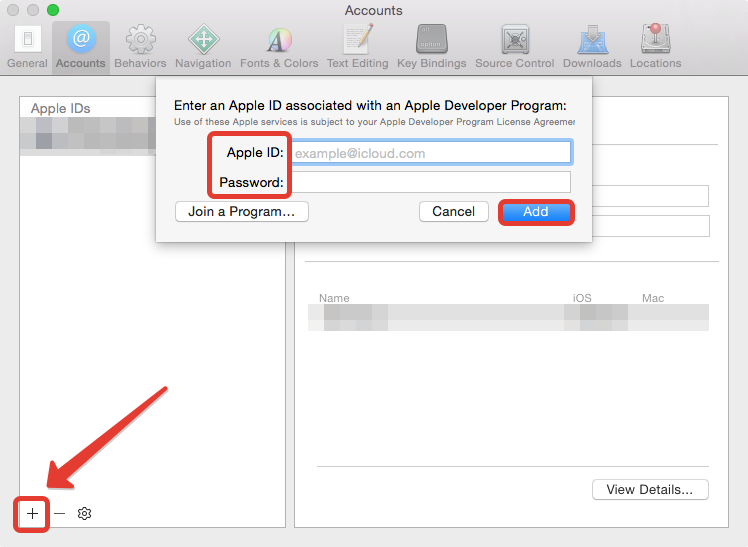 Accounts
General Accounts Behaviors Navigation Fonts & Colors Text Editing Key Bindings Source Control Downloads Locations
Apple IDs
Enter an Apple ID associated with an Apple Developer Program:
Use of these Apple services is subject to your Apple Developer Program License Agreeme
Apple ID: example@icloud.com
Password:
Join a Program... Cancel Add
Name iOS Mac
View Details...